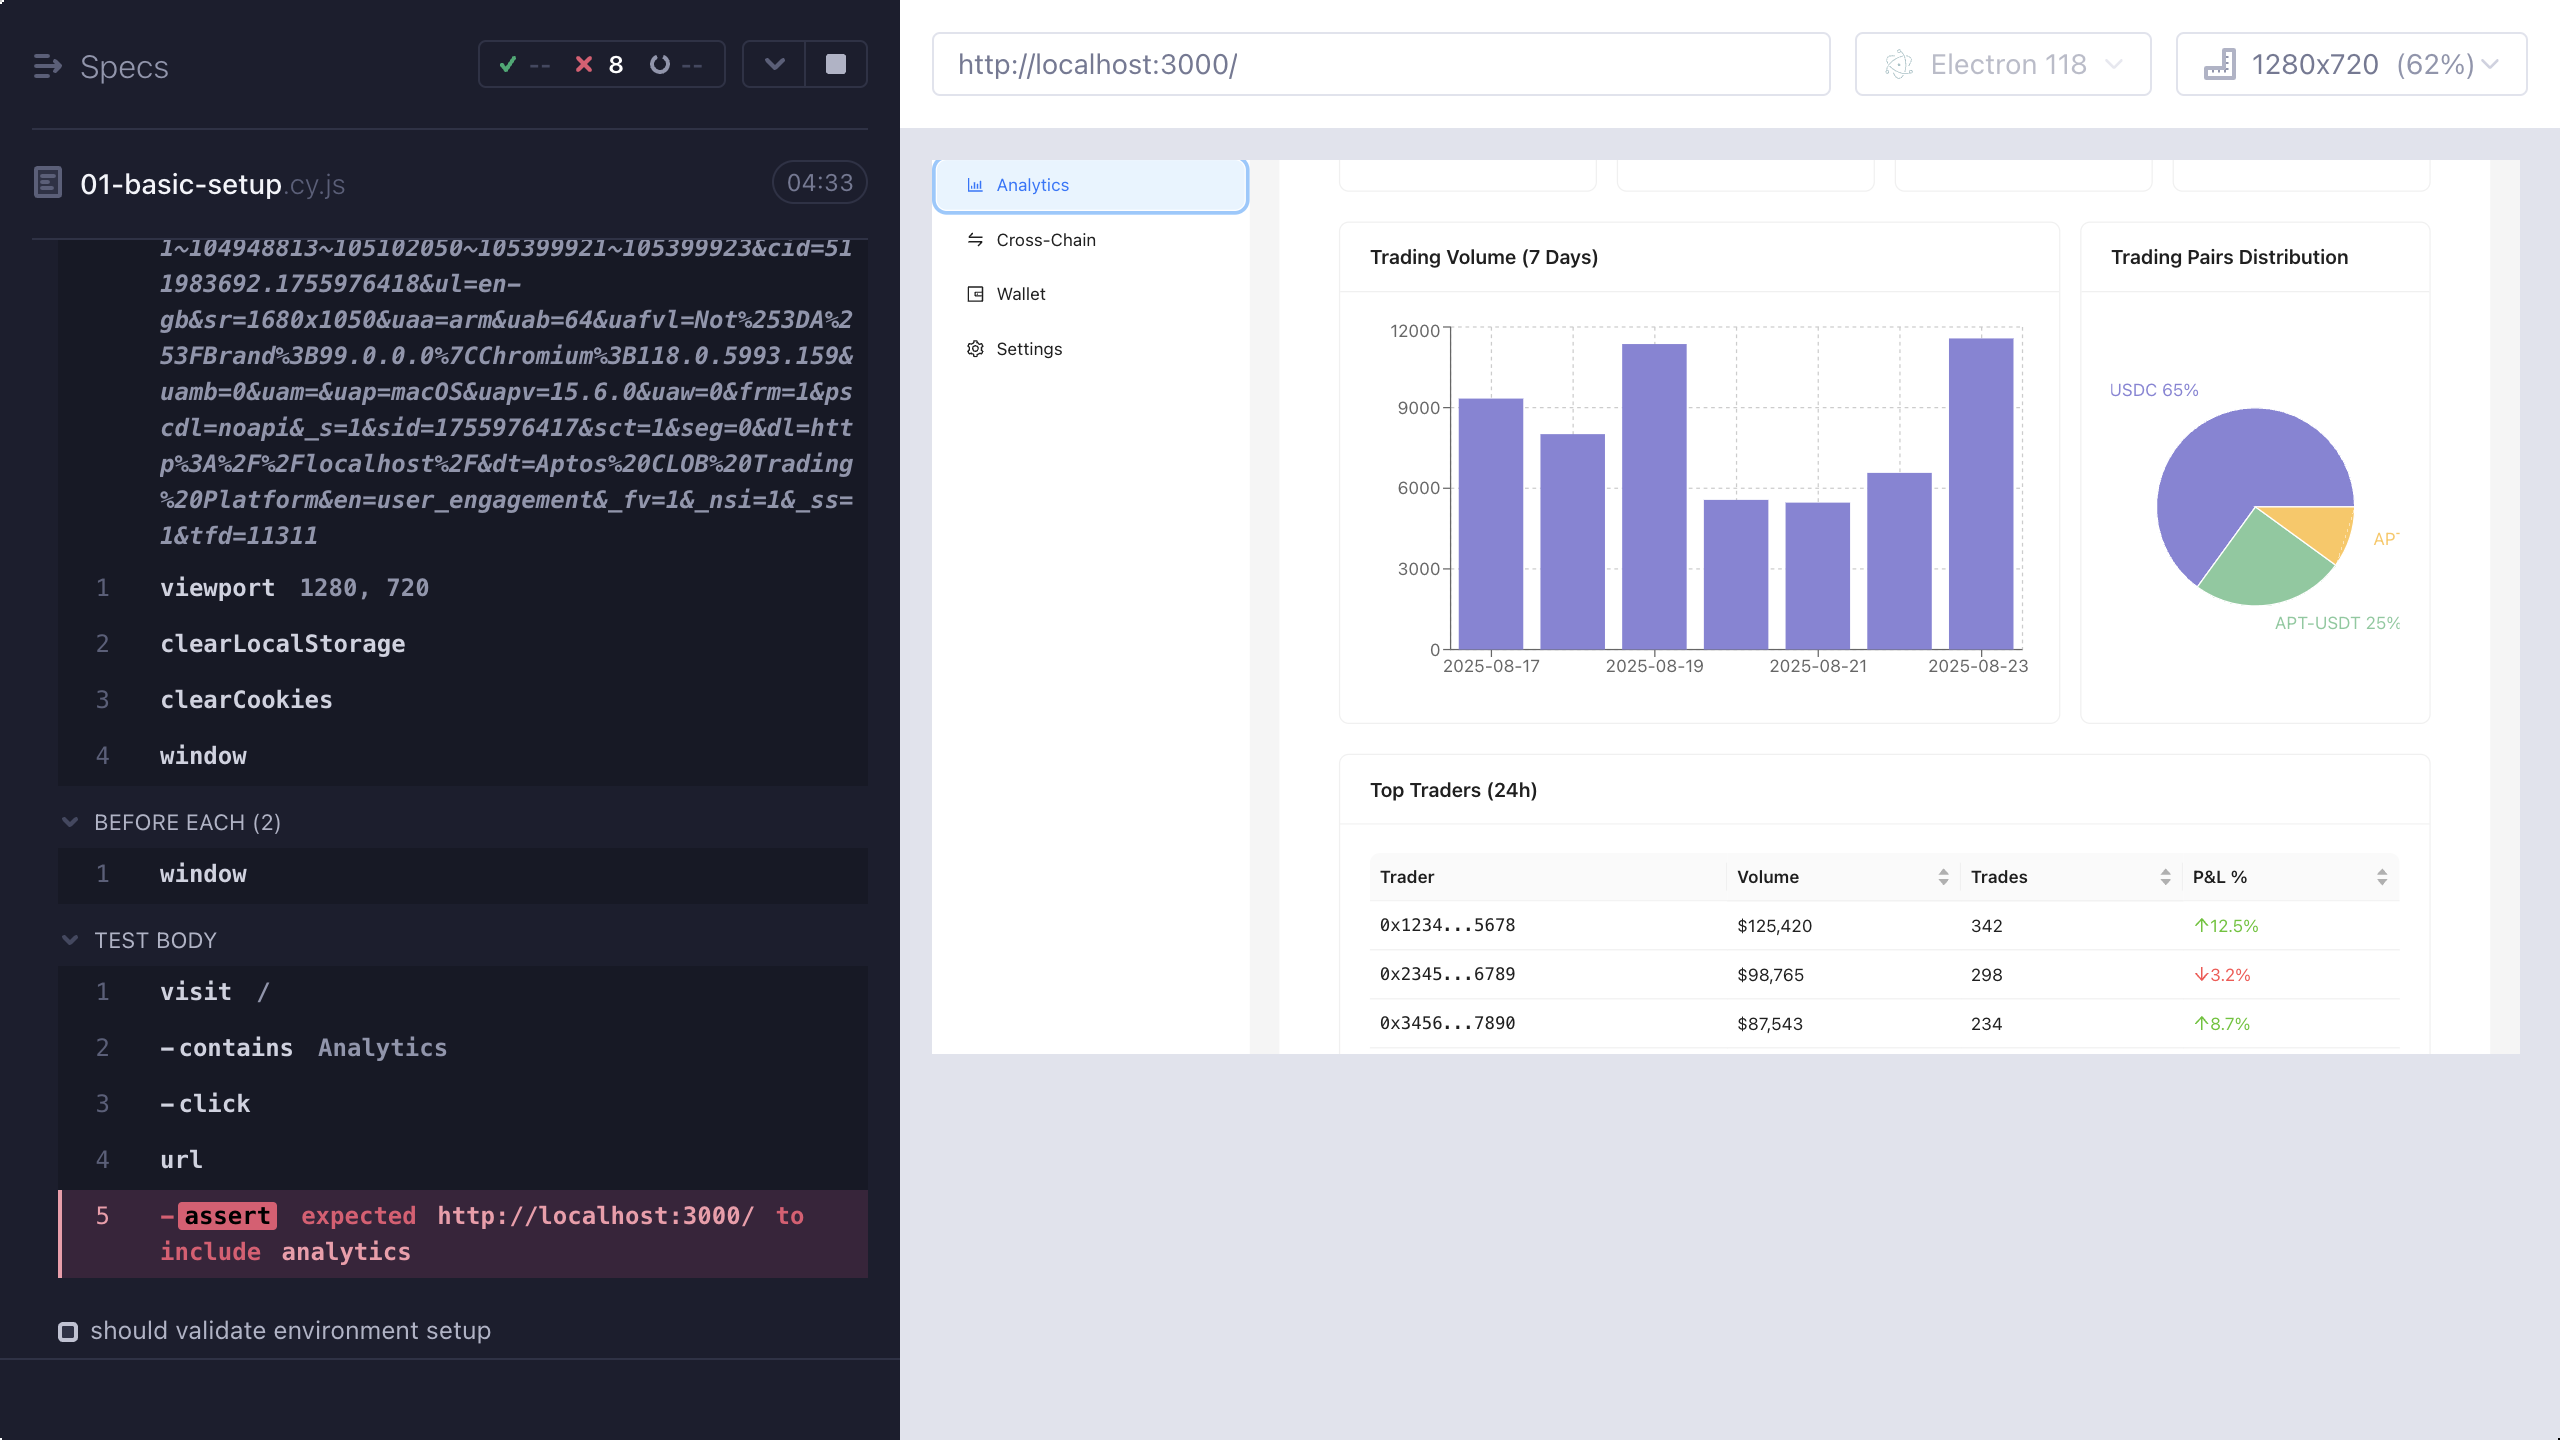 Specs
-- 8 --
01-basic-setup.cy.js 04:33
1~104948813~105102050~105399921~105399923&cid=51
1983692.1755976418&ul=en-
gb&sr=1680x1050&uaa=arm&uab=64&uafvl=Not%253DA%2
53FBrand%3B99.0.0.0%7CChromium%3B118.0.5993.159&
uamb=0&uam=&uap=macOS&uapv=15.6.0&uaw=0&frm=1&ps
cdl=noapi&_s=1&sid=1755976417&sct=1&seg=0&dl=htt
p%3A%2F%2Flocalhost%2F&dt=Aptos%20CLOB%20Trading
%20Platform&en=user_engagement&_fv=1&_nsi=1&_ss=
1&tfd=11311
1 viewport 1280, 720
2 clearLocalStorage
3 clearCookies
4 window
BEFORE EACH (2)
1 window
TEST BODY
1 visit /
2 -contains Analytics
3 -click
4 url
5 -assert expected http://localhost:3000/ to
include analytics
should validate environment setup
http://localhost:3000/
Electron 118
1280x720 (62%)
Analytics
Cross-Chain
Wallet
Settings
Trading Volume (7 Days)
12000
9000
6000
3000
0
2025-08-17 2025-08-19 2025-08-21 2025-08-23
Trading Pairs Distribution
USDC 65%
APT
APT-USDT 25%
Top Traders (24h)
Trader Volume Trades P&L %
0x1234...5678 $125,420 342 ↑12.5%
0x2345...6789 $98,765 298 ↓3.2%
0x3456...7890 $87,543 234 ↑8.7%